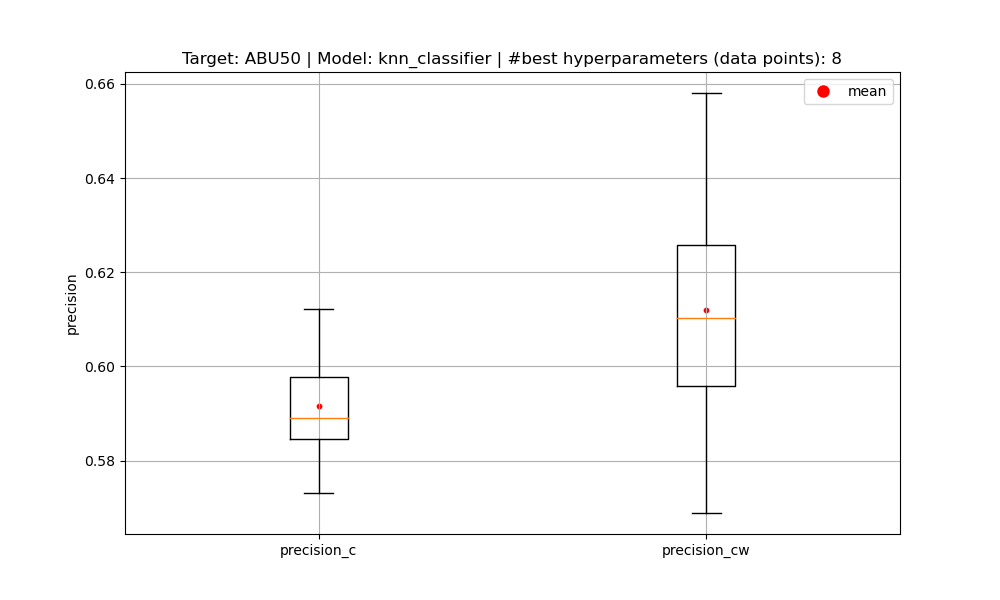 Target: ABU50 | Model: knn_classifier | #best hyperparameters (data points): 8
mean
0.66
0.64
0.62
0.60
0.58
precision
precision_c
precision_cw